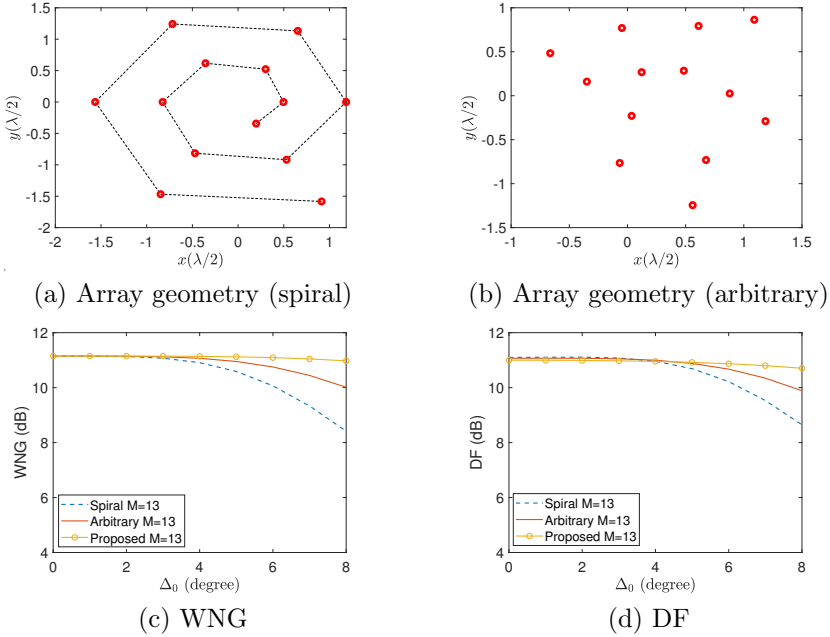 1.5
1
0.5
0
-0.5
-1
-1.5
-2
y(λ/2)
-2 -1.5 -1 -0.5 0 0.5 1
x(λ/2)
(a) Array geometry (spiral)
1
0.5
0
-0.5
-1
-1.5
y(λ/2)
-1 -0.5 0 0.5 1 1.5
x(λ/2)
(b) Array geometry (arbitrary)
12
10
8
6
4
WNG (dB)
Spiral M=13
Arbitrary M=13
Proposed M=13
0 2 4 6 8
Δ₀ (degree)
(c) WNG
12
10
8
6
4
DF (dB)
Spiral M=13
Arbitrary M=13
Proposed M=13
0 2 4 6 8
Δ₀ (degree)
(d) DF